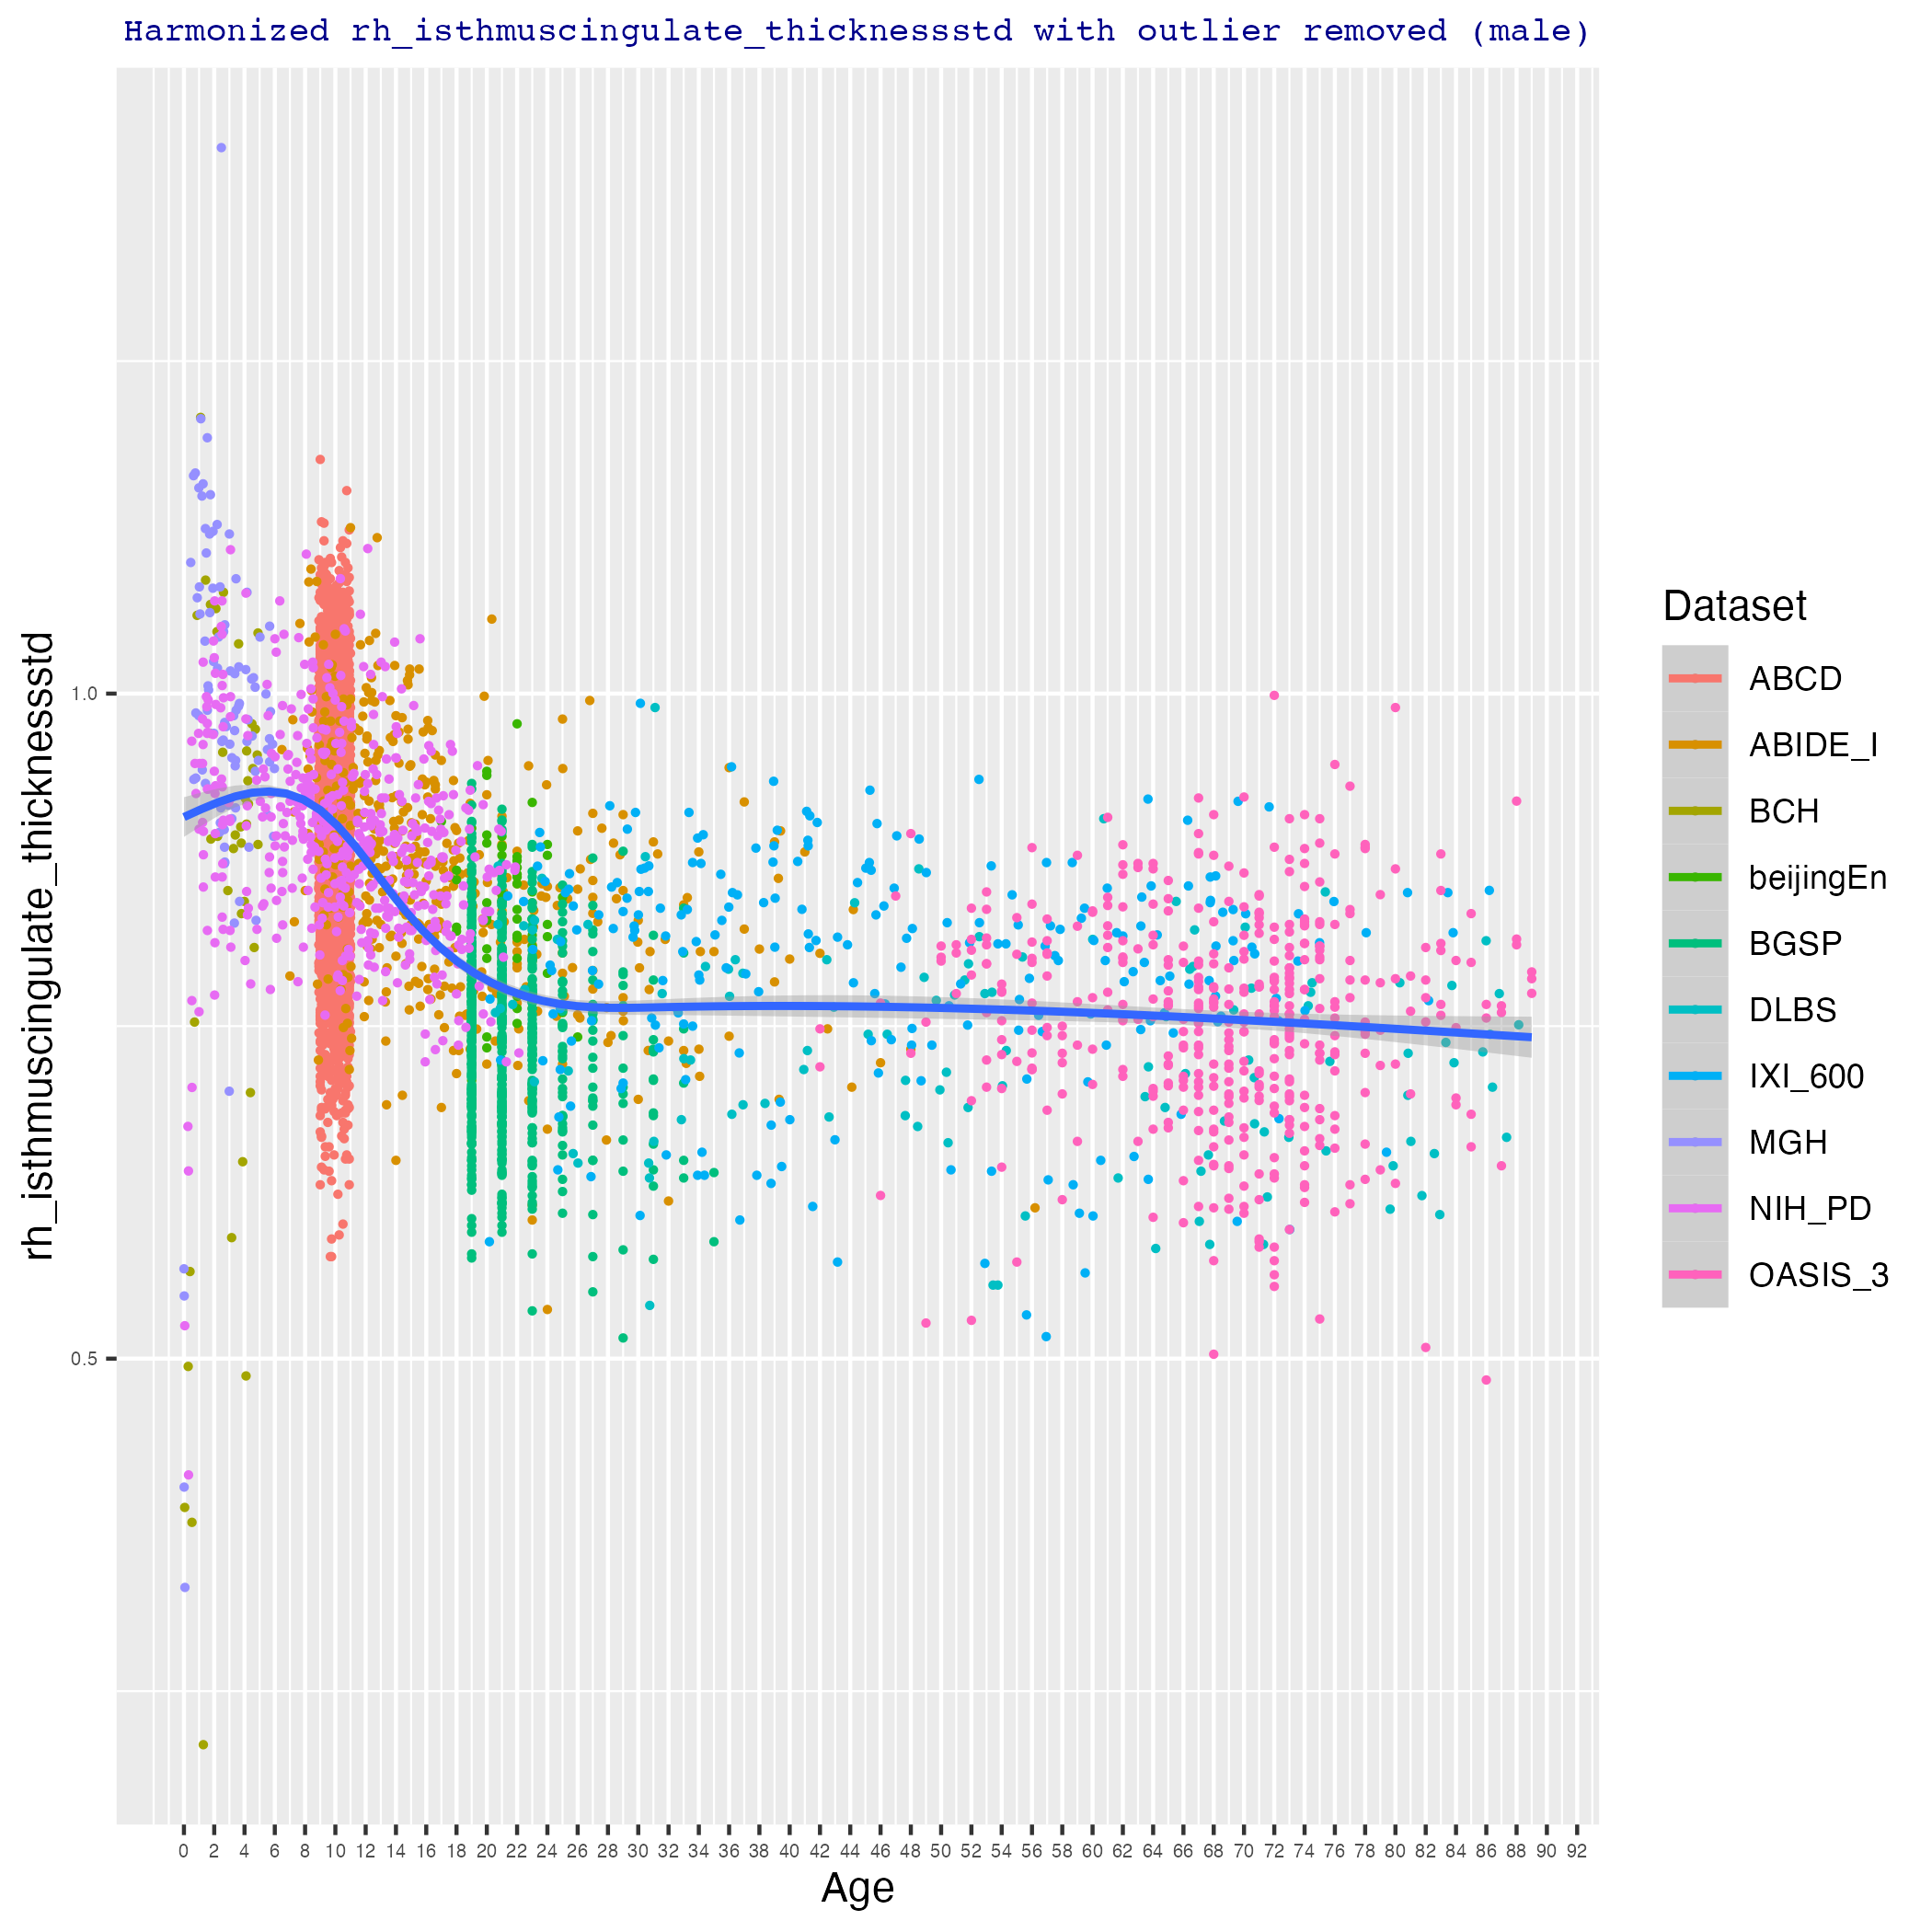 Harmonized rh_isthmuscingulate_thicknessstd with outlier removed (male)
rh_isthmuscingulate_thicknessstd
1.0
0.5
0 2 4 6 8 10 12 14 16 18 20 22 24 26 28 30 32 34 36 38 40 42 44 46 48 50 52 54 56 58 60 62 64 66 68 70 72 74 76 78 80 82 84 86 88 90 92
Age
Dataset
ABCD
ABIDE_I
BCH
beijingEn
BGSP
DLBS
IXI_600
MGH
NIH_PD
OASIS_3